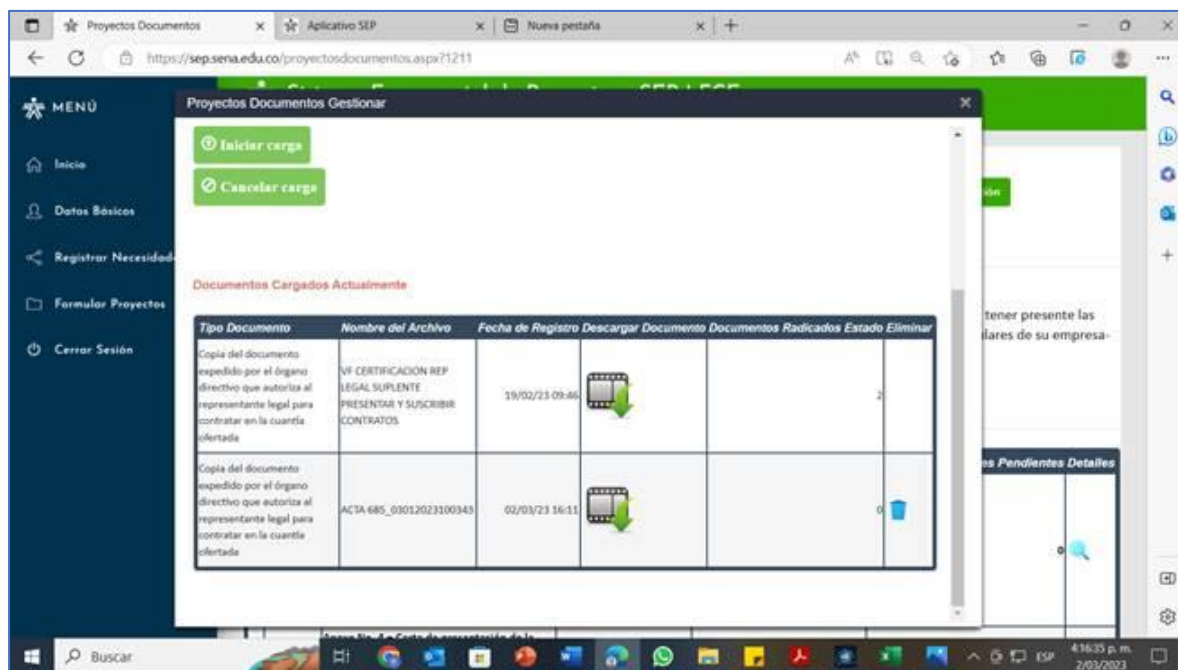 Proyectos Documentos
Aplicativo SEP
Nueva pestaña
https://sep.sena.edu.co/proyectosdocumentos.aspx?1211
MENÚ
Inicio
Datos Básicos
Registrar Necesidad
Formular Proyectos
Cerrar Sesión
Proyectos Documentos Gestionar
Iniciar carga
Cancelar carga
Documentos Cargados Actualmente
Tipo Documento Nombre del Archivo Fecha de Registro Descargar Documento Documentos Radicados Estado Eliminar
Copia del documento
expedido por el órgano
directivo que autoriza al
representante legal para
contratar en la cuantía
ofertada
VF CERTIFICACION REP
LEGAL SUPLENTE
PRESENTAR Y SUSCRIBIR
CONTRATOS
19/02/23 09:46
2
Copia del documento
expedido por el órgano
directivo que autoriza al
representante legal para
contratar en la cuantía
ofertada
ACTA 685_03012023100343
02/03/23 16:11
0
ión
tener presente las
lares de su empresa-
es Pendientes Detalles
0
Buscar
ESP
4:16:35 p. m.
2/03/2023